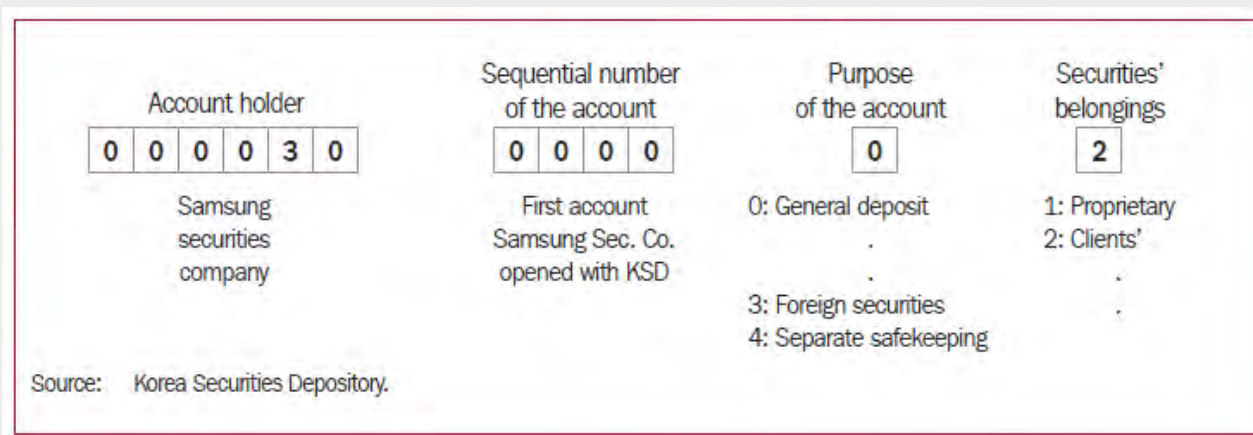 Account holder
0 0 0 0 3 0
Samsung
securities
company
Sequential number
of the account
0 0 0 0
First account
Samsung Sec. Co.
opened with KSD
Purpose
of the account
0
0: General deposit
.
.
3: Foreign securities
4: Separate safekeeping
Securities'
belongings
2
1: Proprietary
2: Clients'
.
.
Source: Korea Securities Depository.